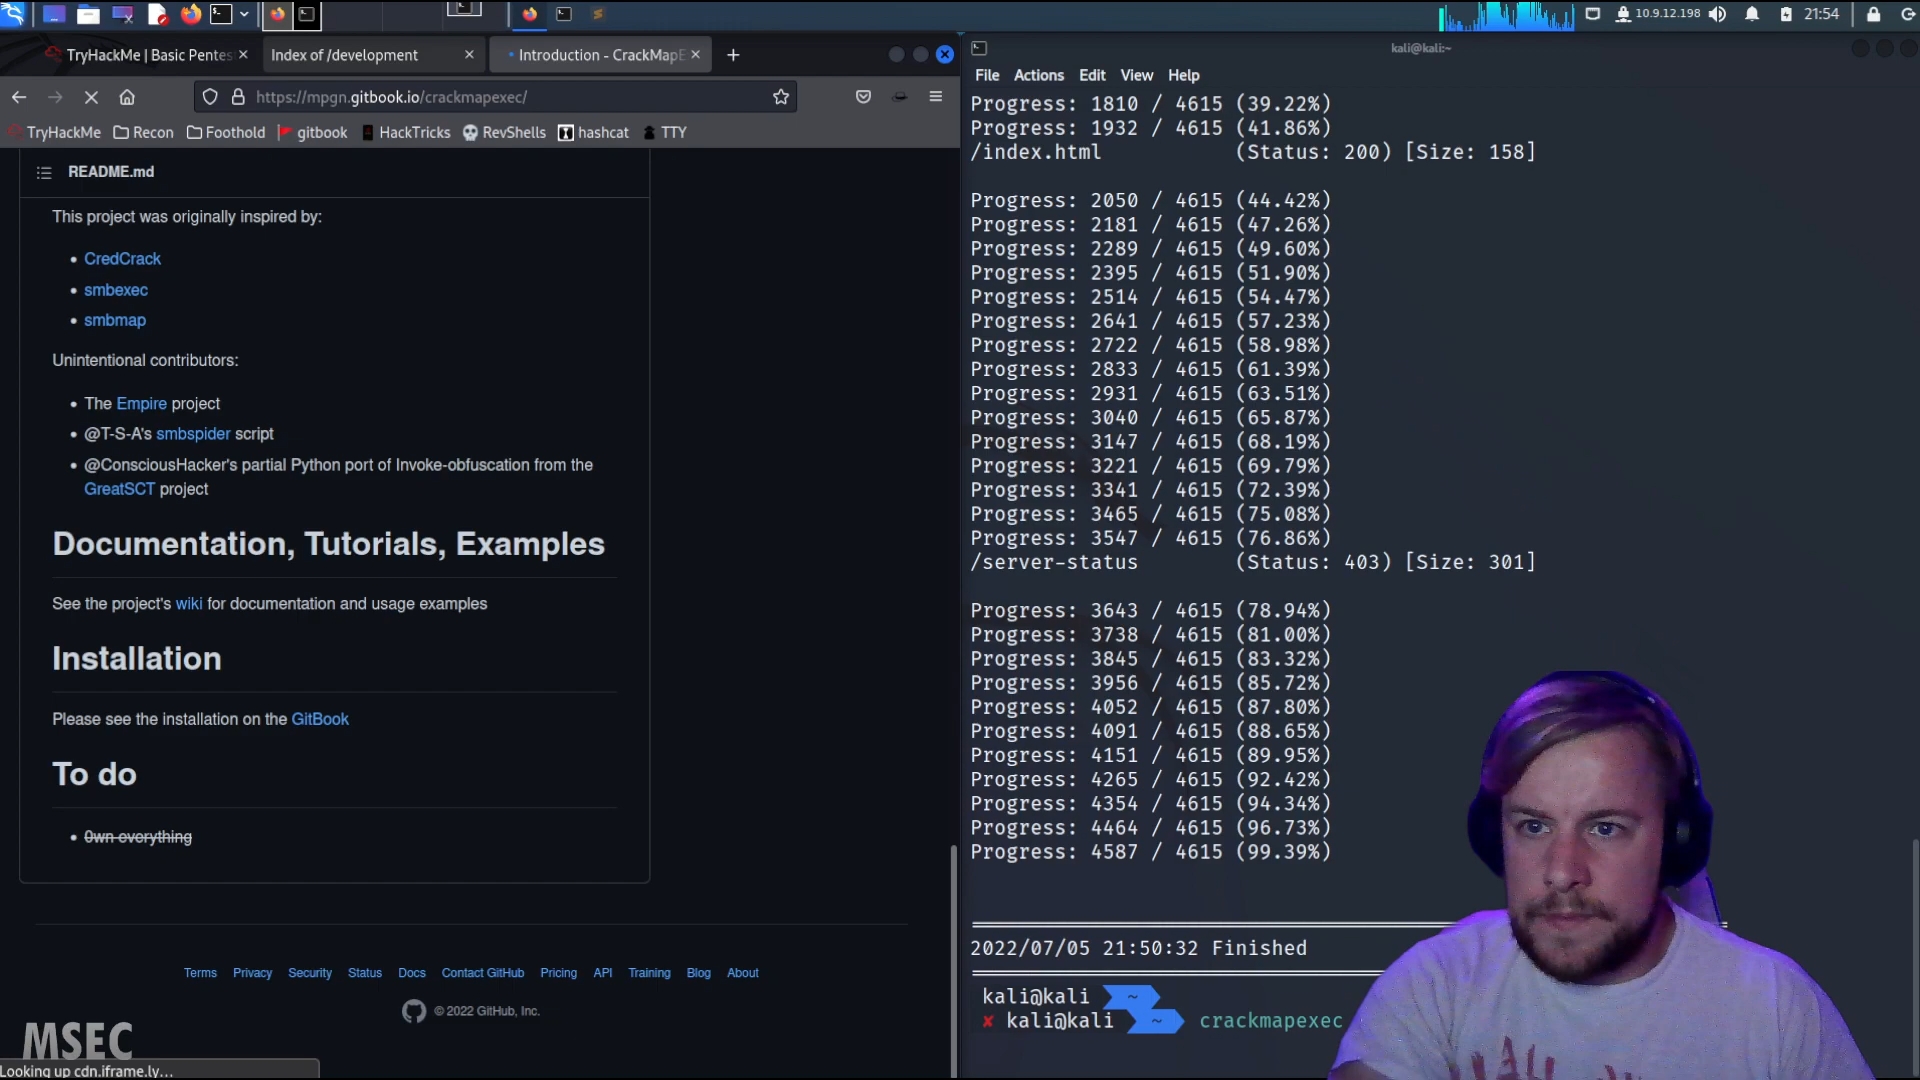 10.9.12.198
21:54
TryHackMe | Basic Pentes
Index of /development
Introduction - CrackMapE
https://mpgn.gitbook.io/crackmapexec/
TryHackMe Recon Foothold gitbook HackTricks RevShells hashcat TTY
README.md
This project was originally inspired by:
• CredCrack
• smbexec
• smbmap
Unintentional contributors:
• The Empire project
• @T-S-A's smbspider script
• @ConsciousHacker's partial Python port of Invoke-obfuscation from the
GreatSCT project
Documentation, Tutorials, Examples
See the project's wiki for documentation and usage examples
Installation
Please see the installation on the GitBook
To do
• 0wn everything
Terms Privacy Security Status Docs Contact GitHub Pricing API Training Blog About
© 2022 GitHub, Inc.
MSEC
Looking up cdn.iframe.ly…
kali@kali:~
File Actions Edit View Help
Progress: 1810 / 4615 (39.22%)
Progress: 1932 / 4615 (41.86%)
/index.html (Status: 200) [Size: 158]
Progress: 2050 / 4615 (44.42%)
Progress: 2181 / 4615 (47.26%)
Progress: 2289 / 4615 (49.60%)
Progress: 2395 / 4615 (51.90%)
Progress: 2514 / 4615 (54.47%)
Progress: 2641 / 4615 (57.23%)
Progress: 2722 / 4615 (58.98%)
Progress: 2833 / 4615 (61.39%)
Progress: 2931 / 4615 (63.51%)
Progress: 3040 / 4615 (65.87%)
Progress: 3147 / 4615 (68.19%)
Progress: 3221 / 4615 (69.79%)
Progress: 3341 / 4615 (72.39%)
Progress: 3465 / 4615 (75.08%)
Progress: 3547 / 4615 (76.86%)
/server-status (Status: 403) [Size: 301]
Progress: 3643 / 4615 (78.94%)
Progress: 3738 / 4615 (81.00%)
Progress: 3845 / 4615 (83.32%)
Progress: 3956 / 4615 (85.72%)
Progress: 4052 / 4615 (87.80%)
Progress: 4091 / 4615 (88.65%)
Progress: 4151 / 4615 (89.95%)
Progress: 4265 / 4615 (92.42%)
Progress: 4354 / 4615 (94.34%)
Progress: 4464 / 4615 (96.73%)
Progress: 4587 / 4615 (99.39%)
2022/07/05 21:50:32 Finished
kali@kali ~
✘ kali@kali ~ crackmapexec